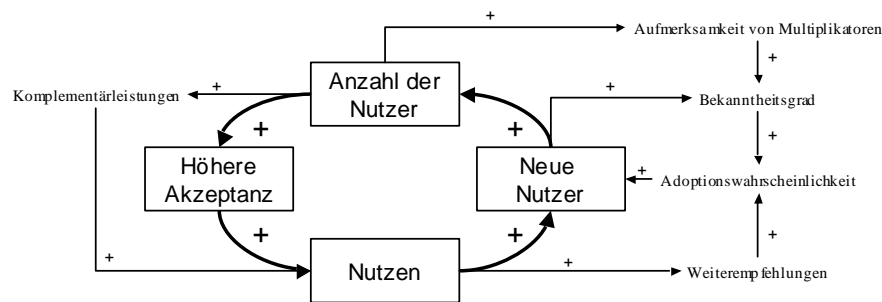 +
Aufmerksamkeit von Multiplikatoren
+
Anzahl der
Nutzer
Komplementärleistungen
+
+
Bekanntheitsgrad
+
+
+
Höhere
Akzeptanz
Neue
Nutzer
+
Adoptionswahrscheinlichkeit
+
+
+
+
Nutzen
+
Weiterempfehlungen